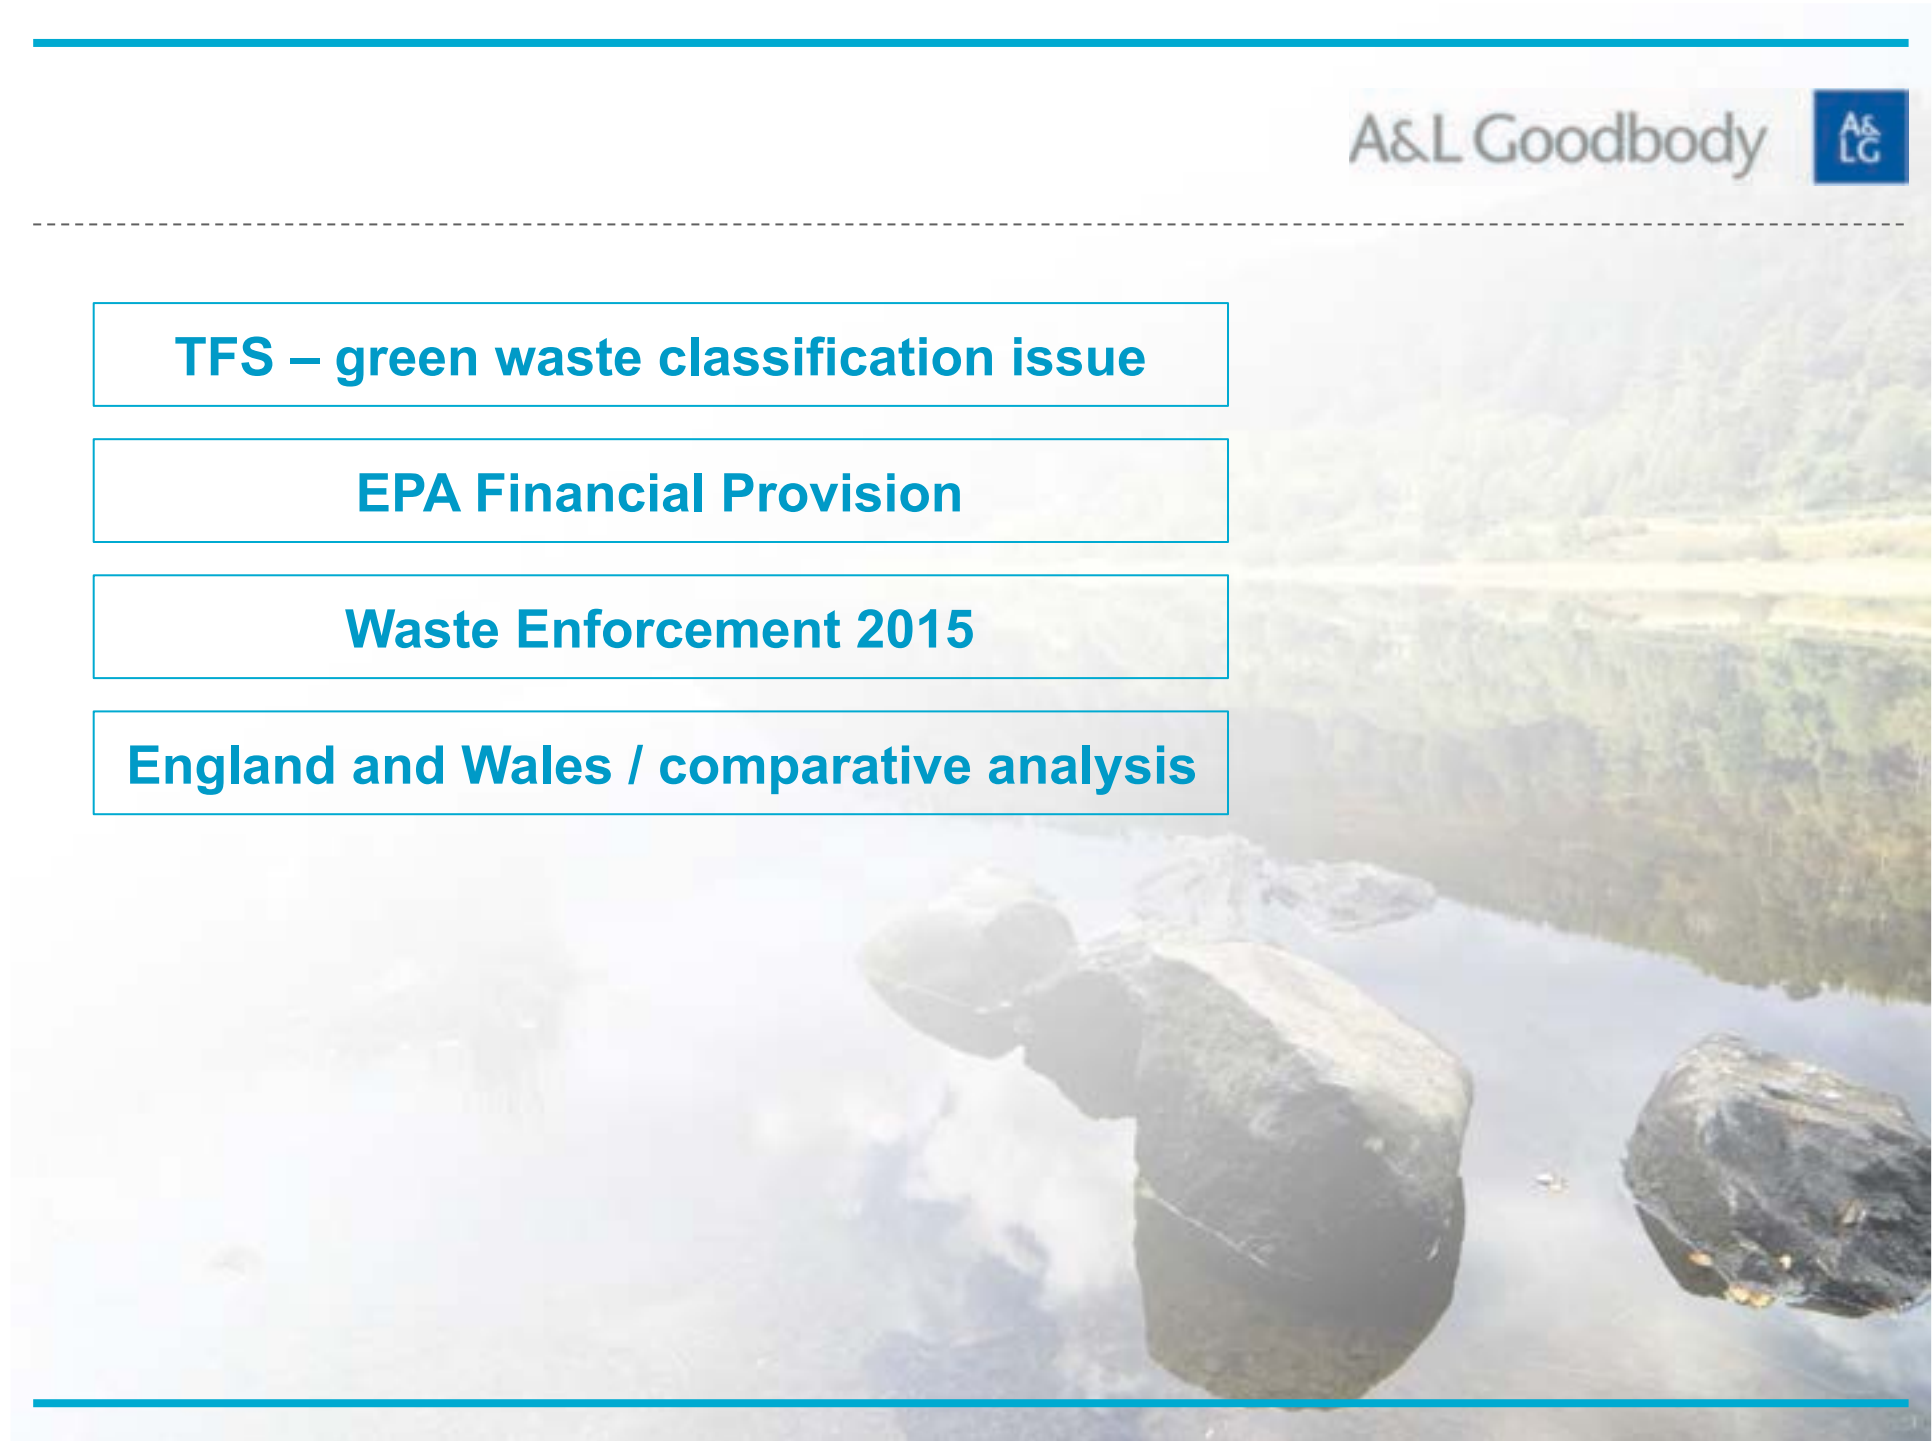 A&L Goodbody
A&
LG
TFS – green waste classification issue
EPA Financial Provision
Waste Enforcement 2015
England and Wales / comparative analysis